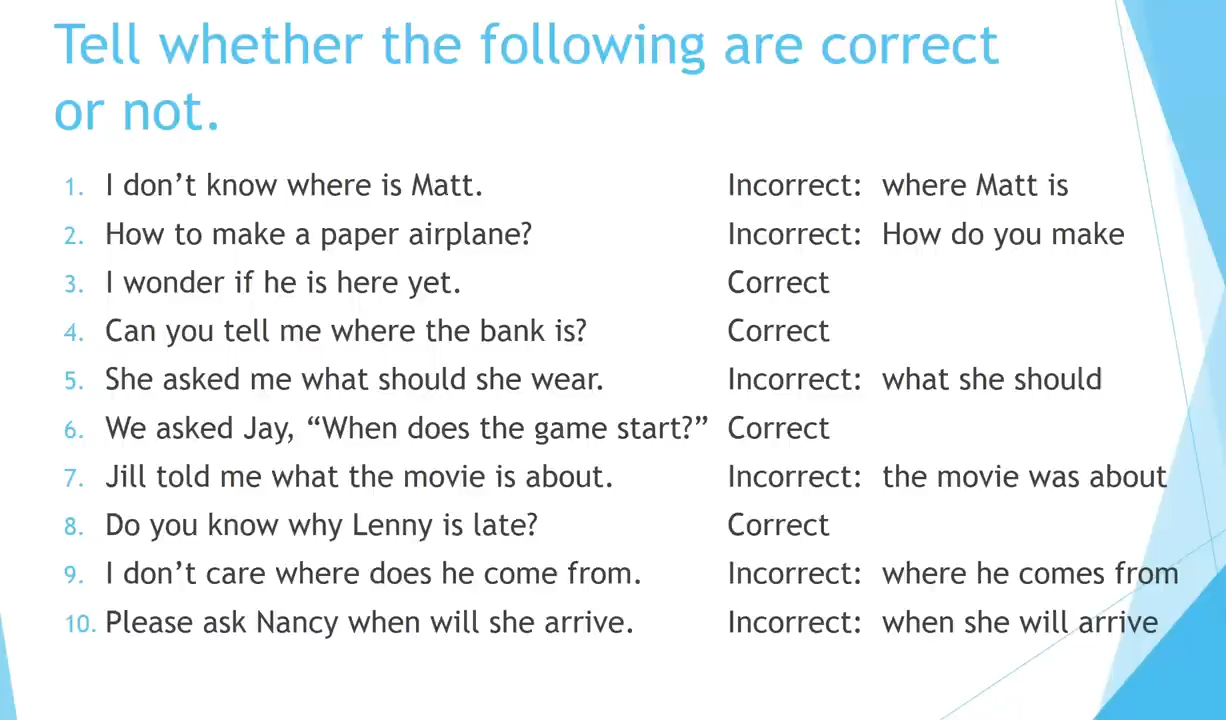 Tell whether the following are correct
or not.
1. I don’t know where is Matt. Incorrect: where Matt is
2. How to make a paper airplane? Incorrect: How do you make
3. I wonder if he is here yet. Correct
4. Can you tell me where the bank is? Correct
5. She asked me what should she wear. Incorrect: what she should
6. We asked Jay, “When does the game start?” Correct
7. Jill told me what the movie is about. Incorrect: the movie was about
8. Do you know why Lenny is late? Correct
9. I don’t care where does he come from. Incorrect: where he comes from
10. Please ask Nancy when will she arrive. Incorrect: when she will arrive